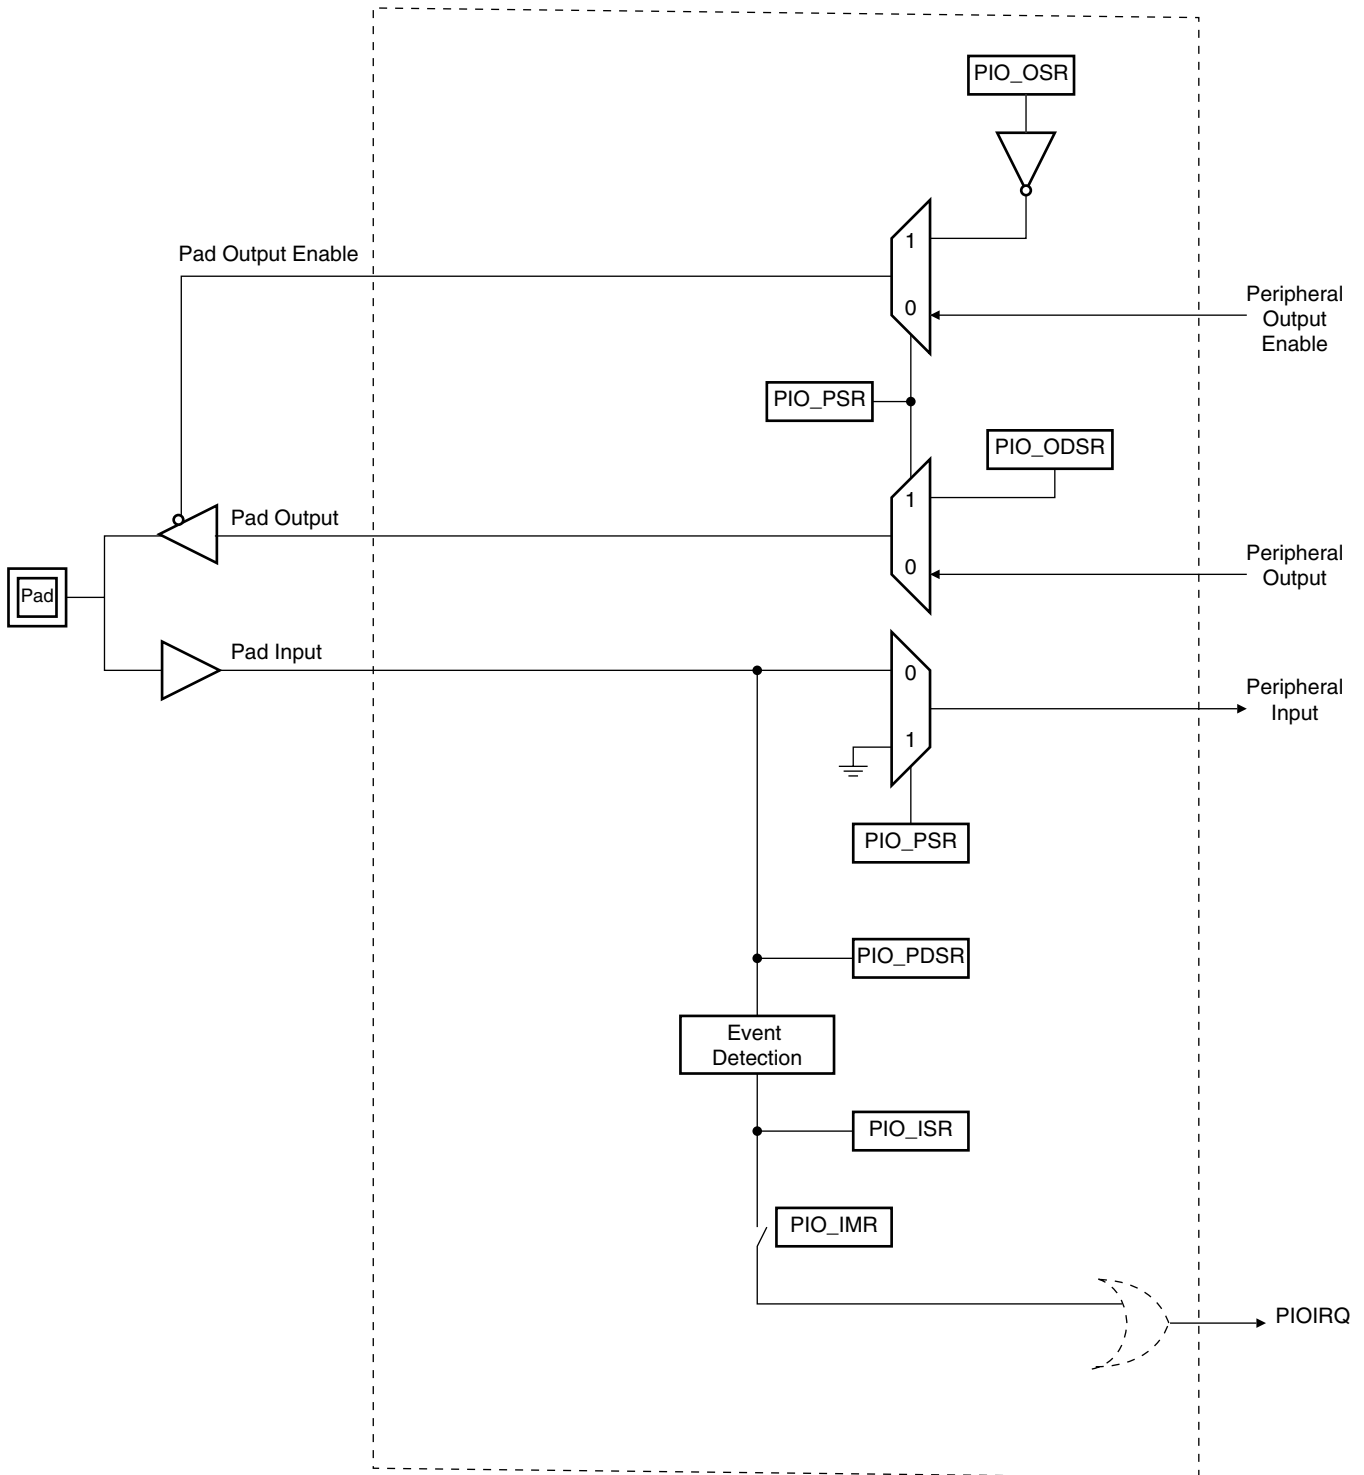 PIO_OSR
1
Pad Output Enable
0
Peripheral
Output
Enable
PIO_PSR
PIO_ODSR
1
Pad Output
0
Peripheral
Output
Pad
Pad Input
0
Peripheral
Input
1
PIO_PSR
PIO_PDSR
Event
Detection
PIO_ISR
PIO_IMR
PIOIRQ